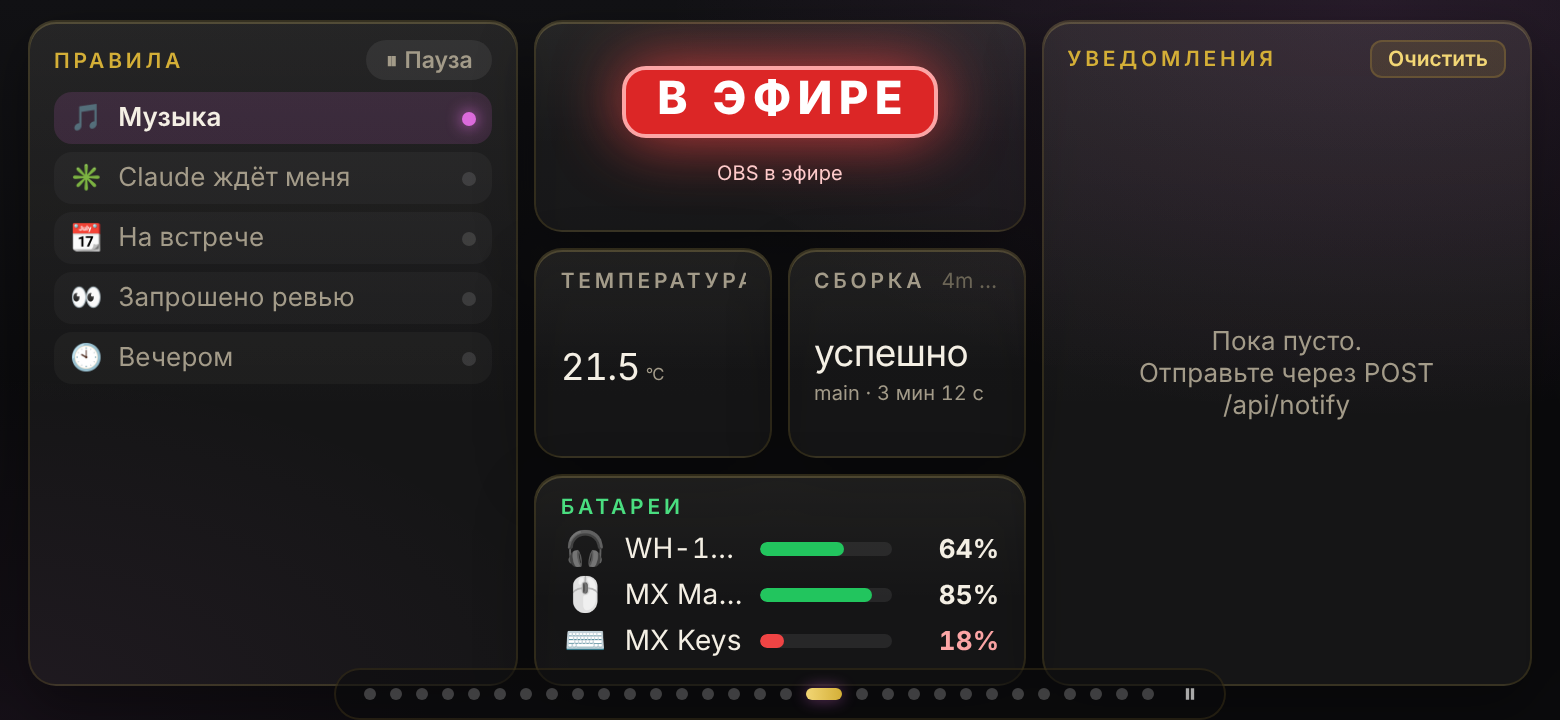 ПРАВИЛА
Пауза
Музыка
Claude ждёт меня
На встрече
Запрошено ревью
Вечером
В ЭФИРЕ
OBS в эфире
ТЕМПЕРАТУРА
21.5 °C
СБОРКА 4m ...
успешно
main · 3 мин 12 с
БАТАРЕИ
WH-1... 64%
MX Ma... 85%
MX Keys 18%
УВЕДОМЛЕНИЯ
Очистить
Пока пусто.
Отправьте через POST
/api/notify